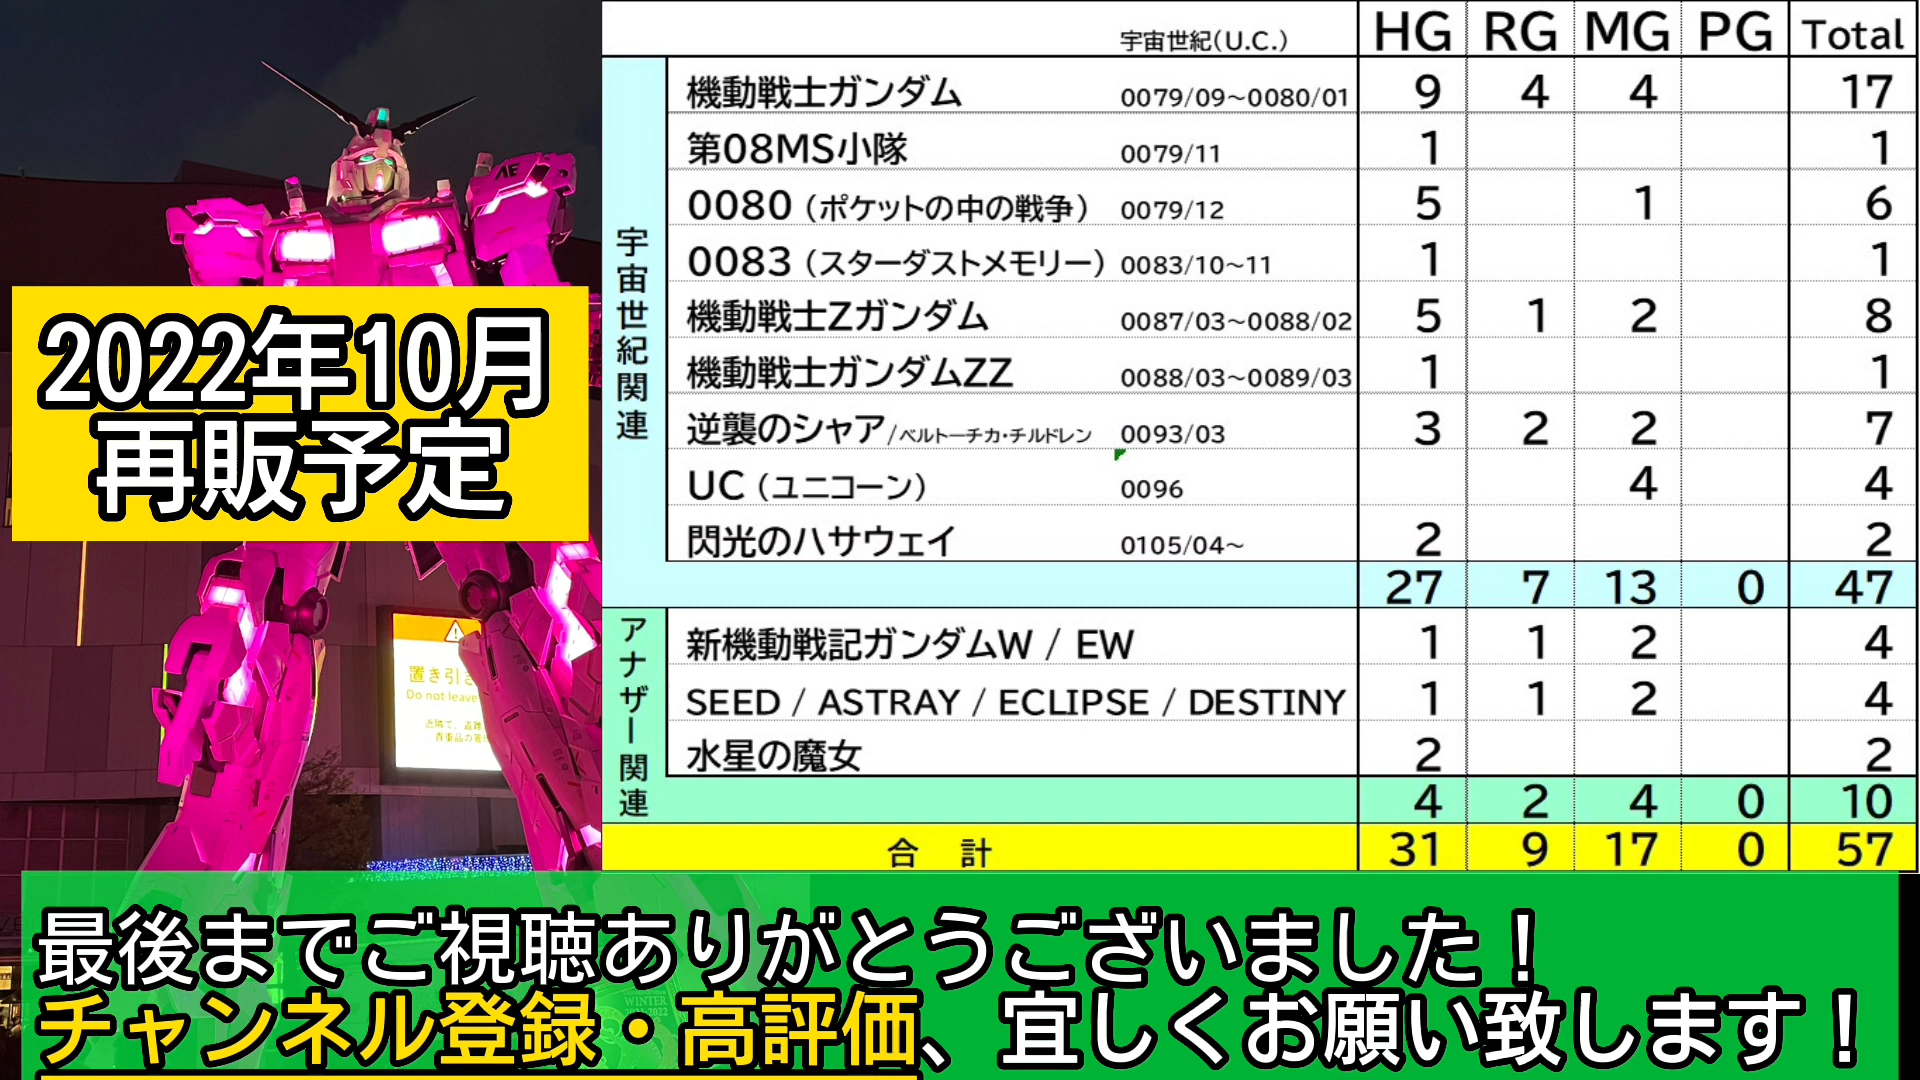 宇宙世紀(U.C.) HG RG MG PG Total
宇宙世紀関連
機動戦士ガンダム 0079/09~0080/01 9 4 4 17
第08MS小隊 0079/11 1 1
0080（ポケットの中の戦争） 0079/12 5 1 6
0083（スターダストメモリー） 0083/10~11 1 1
機動戦士Zガンダム 0087/03~0088/02 5 1 2 8
機動戦士ガンダムZZ 0088/03~0089/03 1 1
逆襲のシャア/ベルトーチカ・チルドレン 0093/03 3 2 2 7
UC（ユニコーン） 0096 4 4
閃光のハサウェイ 0105/04~ 2 2
27 7 13 0 47
アナザー関連
新機動戦記ガンダムW / EW 1 1 2 4
SEED / ASTRAY / ECLIPSE / DESTINY 1 1 2 4
水星の魔女 2 2
4 2 4 0 10
合 計 31 9 17 0 57
AE
2022年10月
再販予定
置き引き
Do not leave
最後までご視聴ありがとうございました！
チャンネル登録・高評価、宜しくお願い致します！
WINTER